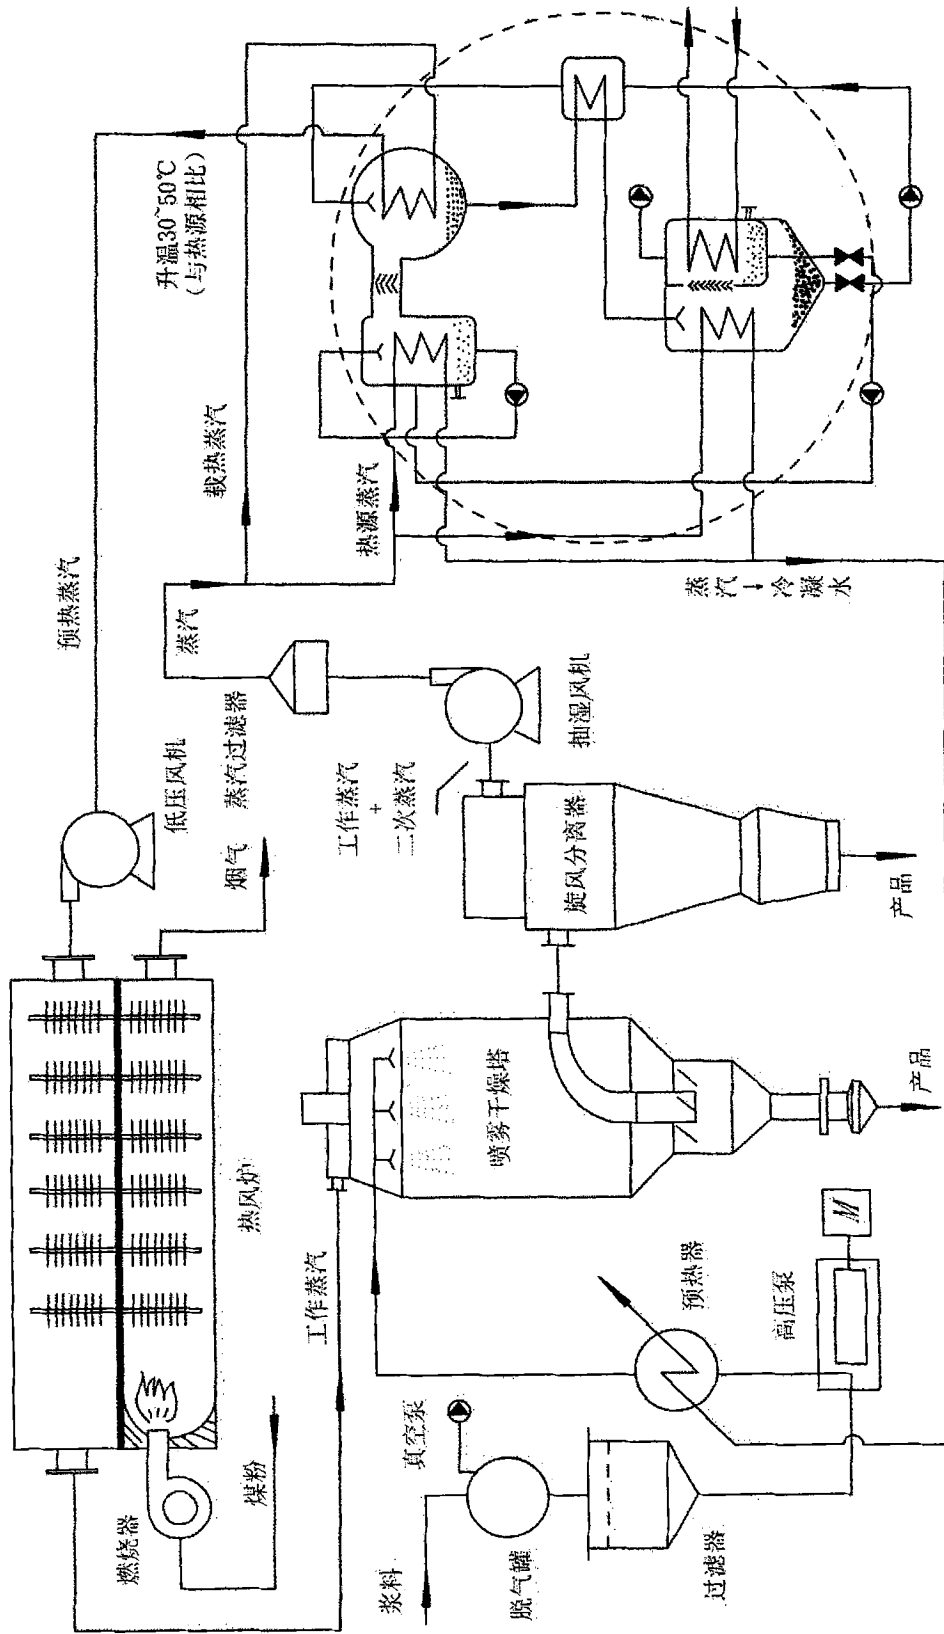 升温30~50℃
(与热源相比)
预热蒸汽
载热蒸汽
热源蒸汽
蒸汽
蒸汽→冷凝水
低压风机
蒸汽过滤器
烟气
抽湿风机
工作蒸汽
+
二次蒸汽
旋风分离器
产品
热风炉
喷雾干燥塔
产品
工作蒸汽
预热器
高压泵
W
燃烧器
煤粉
真空泵
浆料
脱气罐
过滤器